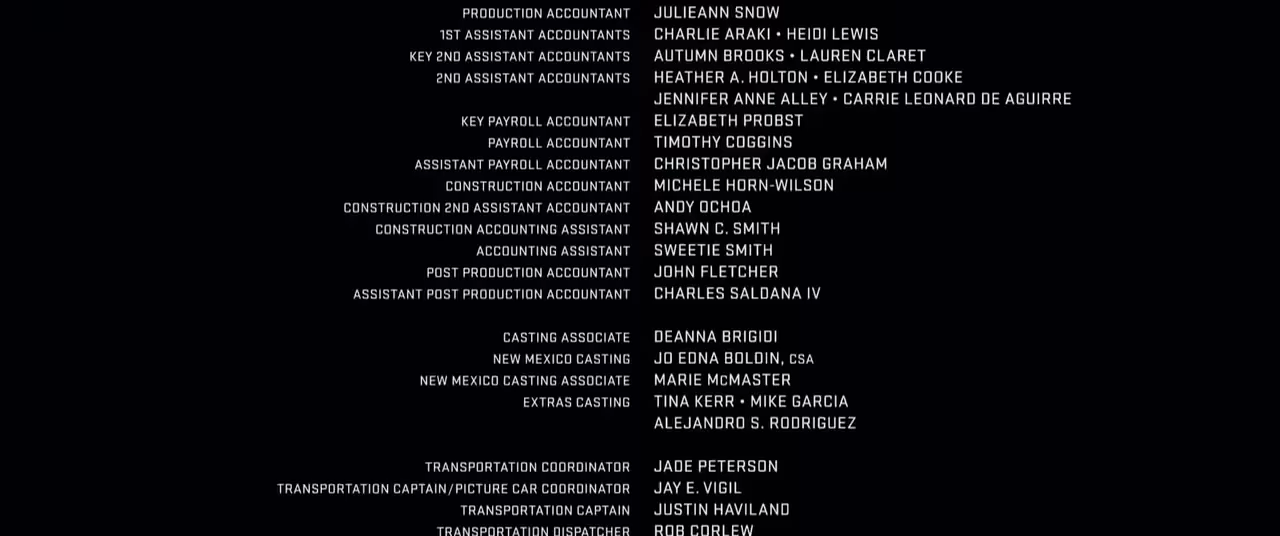 PRODUCTION ACCOUNTANT JULIEANN SNOW
1ST ASSISTANT ACCOUNTANTS CHARLIE ARAKI • HEIDI LEWIS
KEY 2ND ASSISTANT ACCOUNTANTS AUTUMN BROOKS • LAUREN CLARET
2ND ASSISTANT ACCOUNTANTS HEATHER A. HOLTON • ELIZABETH COOKE
JENNIFER ANNE ALLEY • CARRIE LEONARD DE AGUIRRE
KEY PAYROLL ACCOUNTANT ELIZABETH PROBST
PAYROLL ACCOUNTANT TIMOTHY COGGINS
ASSISTANT PAYROLL ACCOUNTANT CHRISTOPHER JACOB GRAHAM
CONSTRUCTION ACCOUNTANT MICHELE HORN-WILSON
CONSTRUCTION 2ND ASSISTANT ACCOUNTANT ANDY OCHOA
CONSTRUCTION ACCOUNTING ASSISTANT SHAWN C. SMITH
ACCOUNTING ASSISTANT SWEETIE SMITH
POST PRODUCTION ACCOUNTANT JOHN FLETCHER
ASSISTANT POST PRODUCTION ACCOUNTANT CHARLES SALDANA IV
CASTING ASSOCIATE DEANNA BRIGIDI
NEW MEXICO CASTING JO EDNA BOLDIN, CSA
NEW MEXICO CASTING ASSOCIATE MARIE McMASTER
EXTRAS CASTING TINA KERR • MIKE GARCIA
ALEJANDRO S. RODRIGUEZ
TRANSPORTATION COORDINATOR JADE PETERSON
TRANSPORTATION CAPTAIN/PICTURE CAR COORDINATOR JAY E. VIGIL
TRANSPORTATION CAPTAIN JUSTIN HAVILAND
TRANSPORTATION DISPATCHER ROB CORLEW